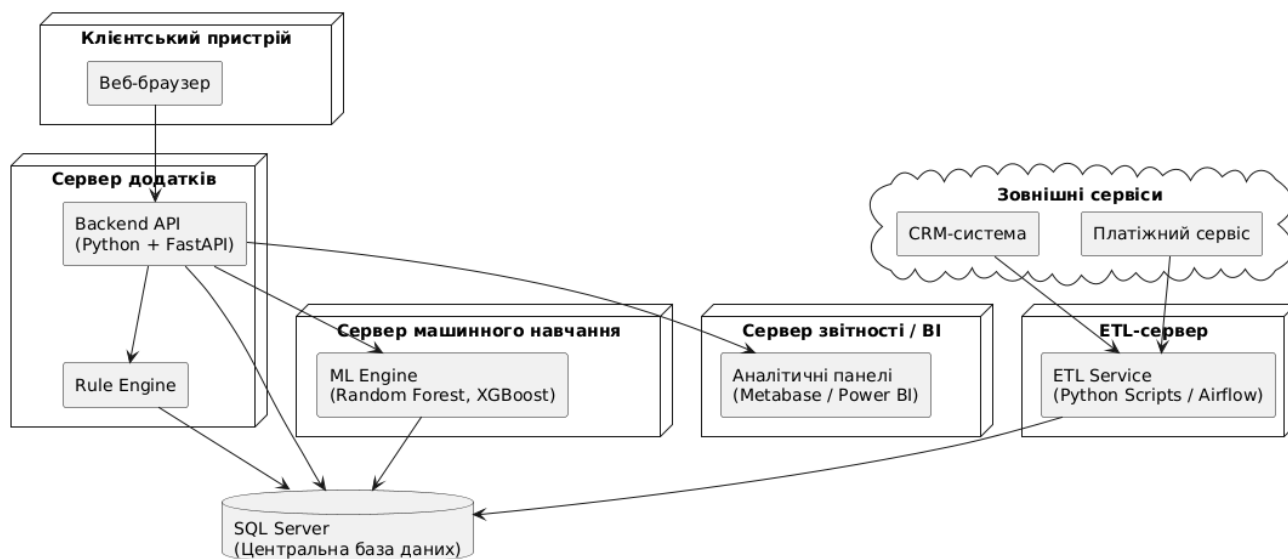 Клієнтський пристрій
Веб-браузер
Сервер додатків
Backend API
(Python + FastAPI)
Rule Engine
Зовнішні сервіси
CRM-система
Платіжний сервіс
Сервер машинного навчання
ML Engine
(Random Forest, XGBoost)
Сервер звітності / BI
Аналітичні панелі
(Metabase / Power BI)
ETL-сервер
ETL Service
(Python Scripts / Airflow)
SQL Server
(Центральна база даних)